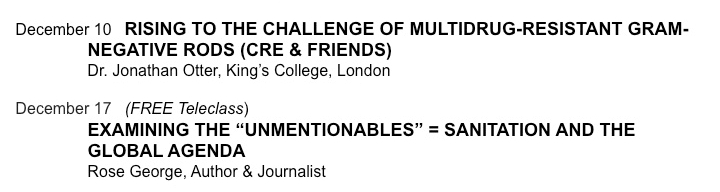 December 10 RISING TO THE CHALLENGE OF MULTIDRUG-RESISTANT GRAM-
NEGATIVE RODS (CRE & FRIENDS)
Dr. Jonathan Otter, King’s College, London
December 17 (FREE Teleclass)
EXAMINING THE “UNMENTIONABLES” = SANITATION AND THE
GLOBAL AGENDA
Rose George, Author & Journalist